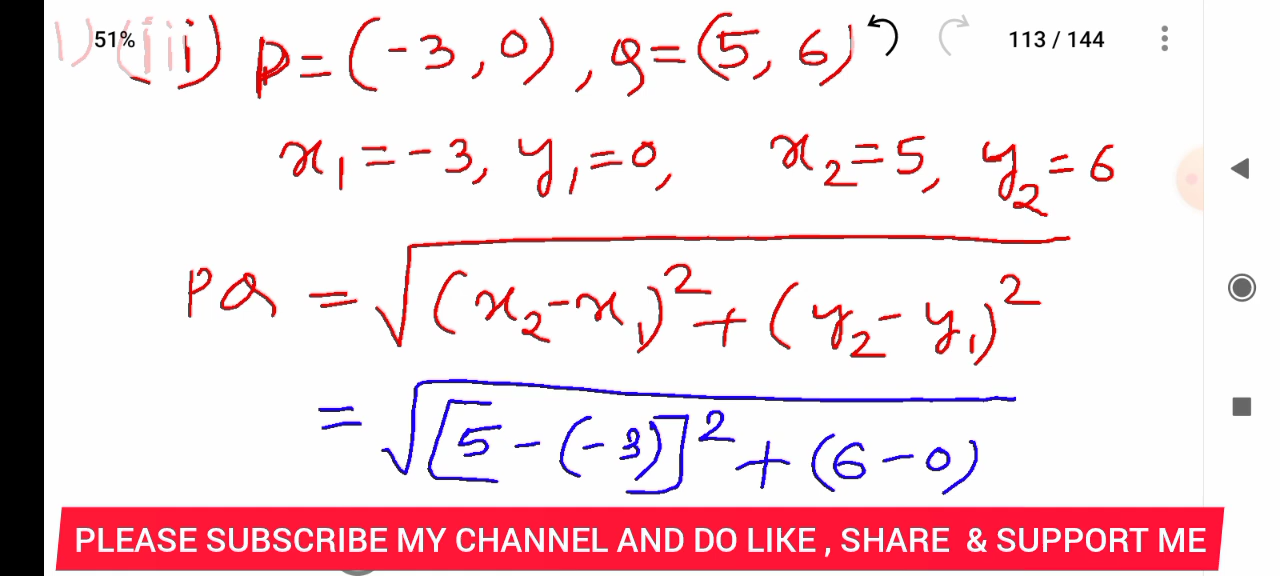 1) (iii) P = (-3, 0), Q = (5, 6)
51%
113 / 144
x₁ = -3, y₁ = 0, x₂ = 5, y₂ = 6
PQ = √(x₂ - x₁)² + (y₂ - y₁)²
= √[5 - (-3)]² + (6 - 0)
PLEASE SUBSCRIBE MY CHANNEL AND DO LIKE , SHARE & SUPPORT ME